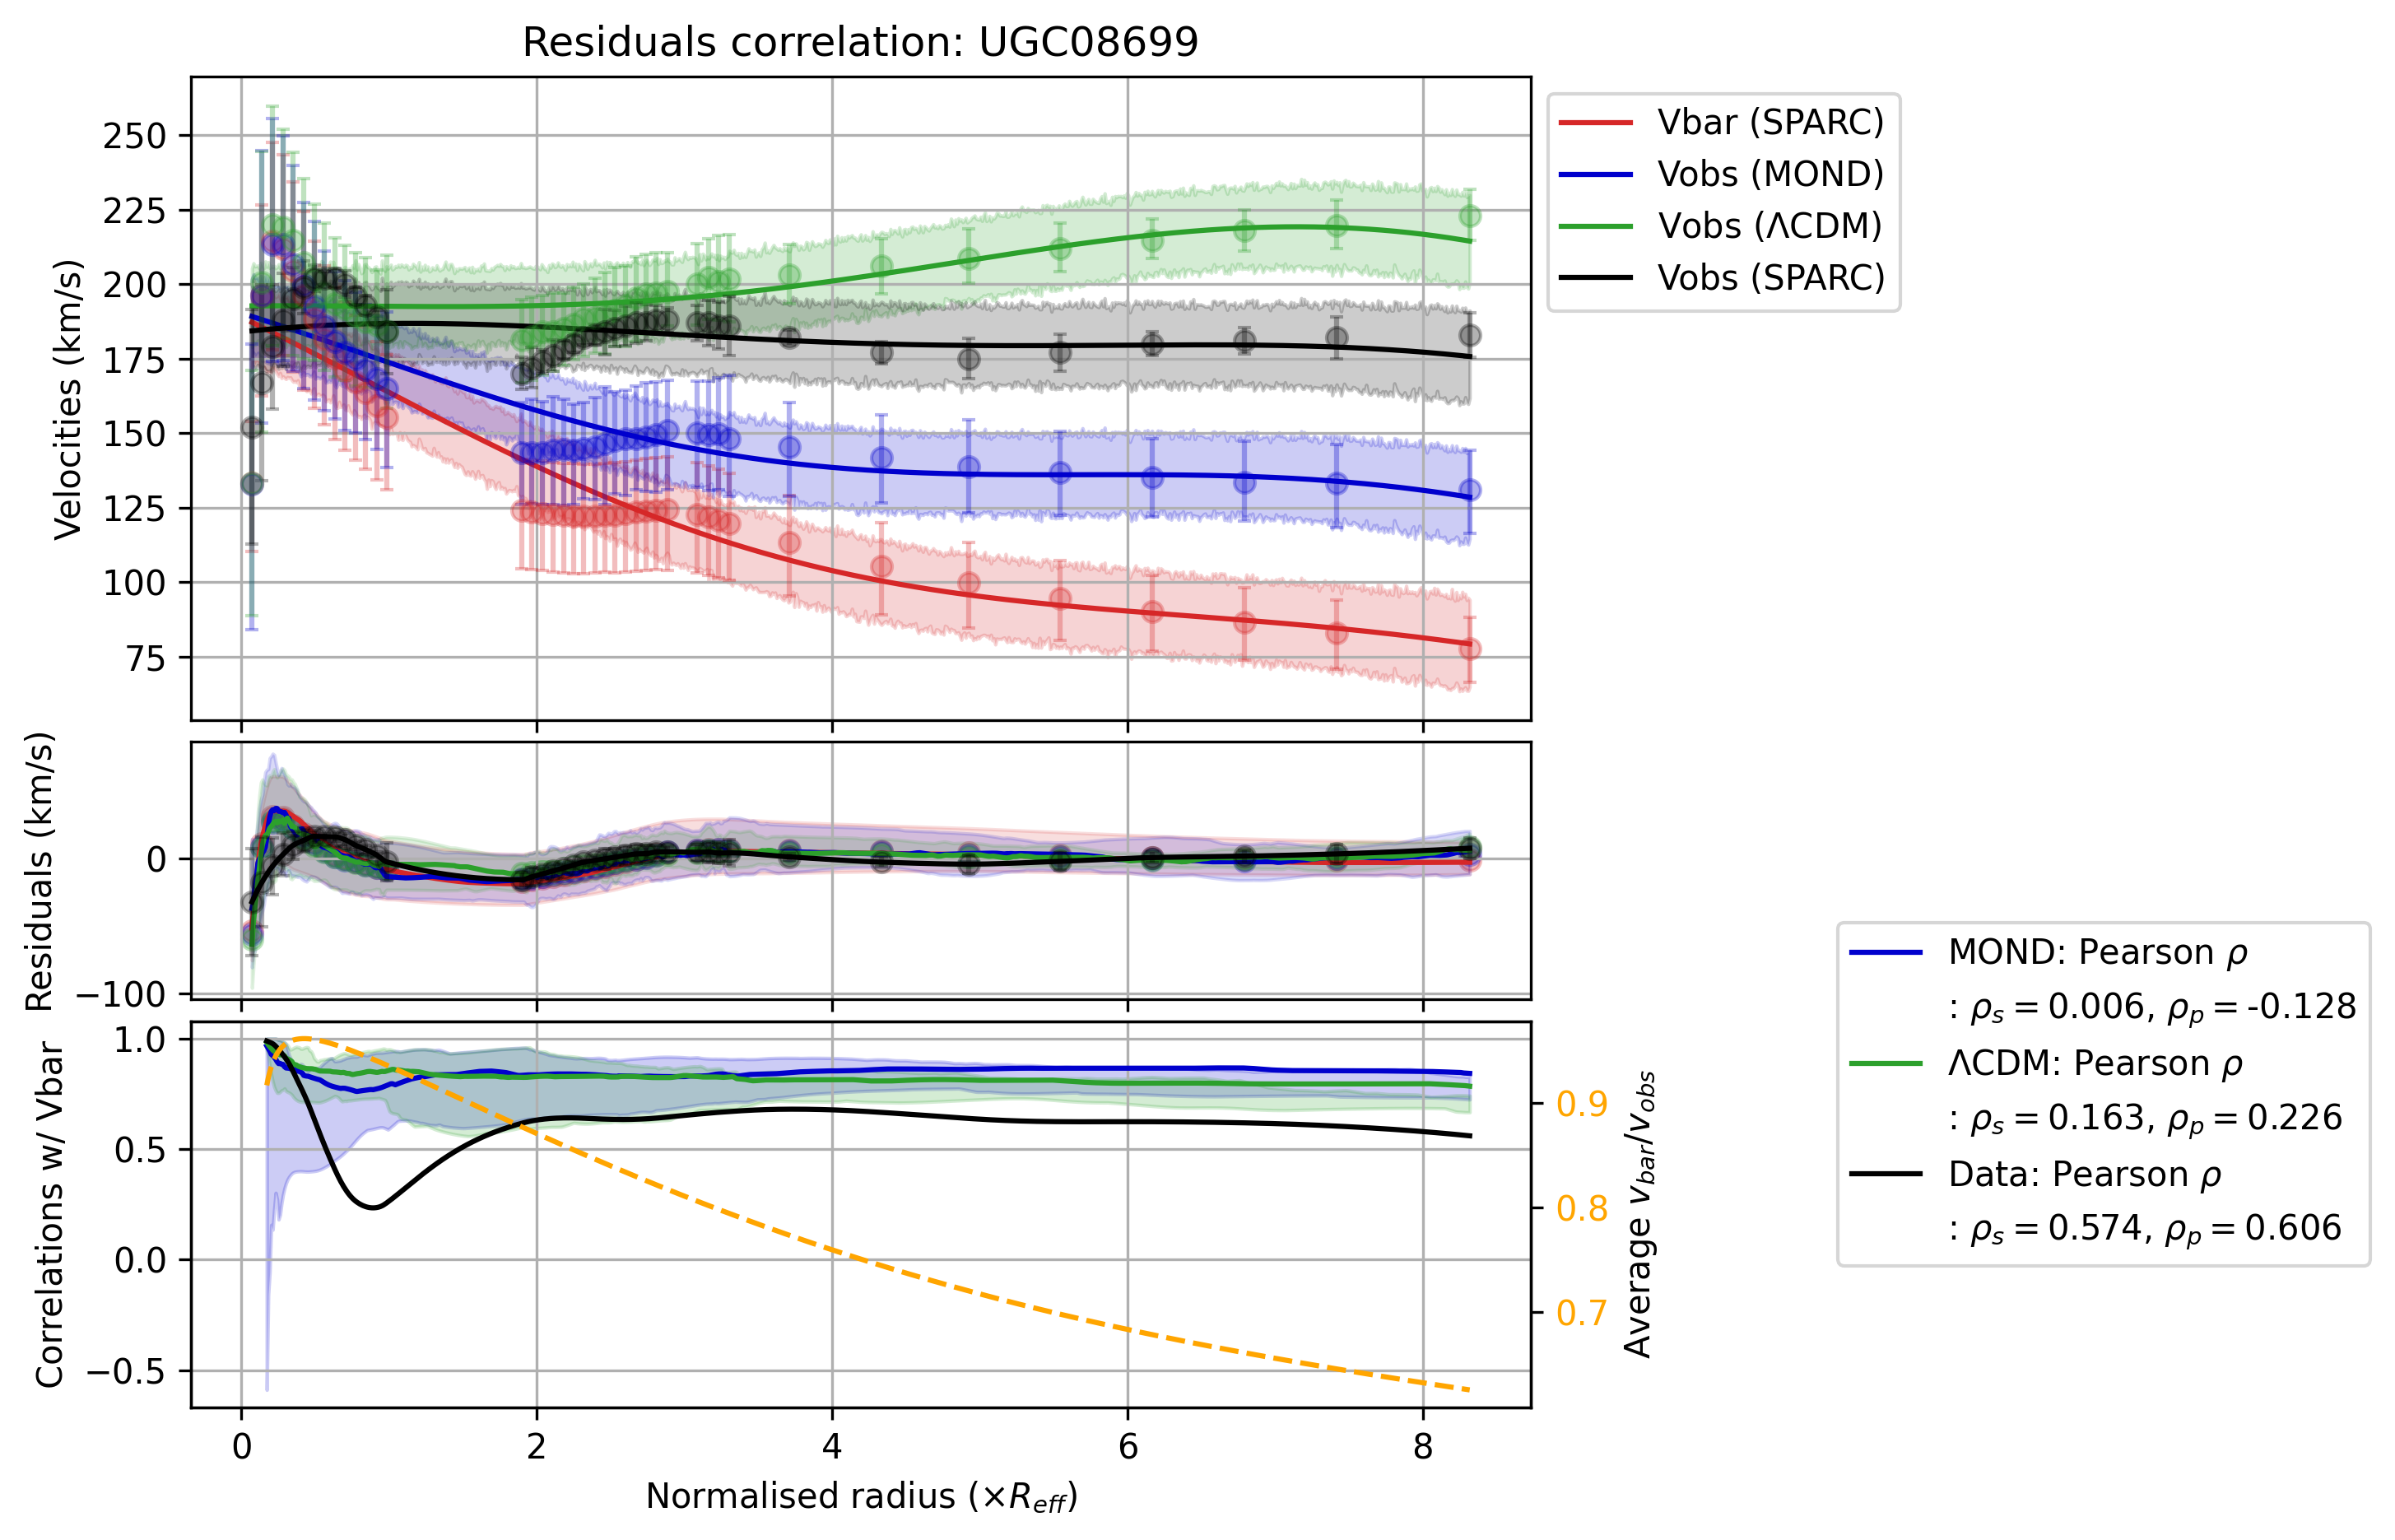 Residuals correlation: UGC08699
Velocities (km/s)
250
225
200
175
150
125
100
75
Vbar (SPARC)
Vobs (MOND)
Vobs (ΛCDM)
Vobs (SPARC)
Residuals (km/s)
0
−100
Correlations w/ Vbar
1.0
0.5
0.0
−0.5
0.9
0.8
0.7
Average v_bar/v_obs
MOND: Pearson ρ
: ρ_s = 0.006, ρ_p = -0.128
ΛCDM: Pearson ρ
: ρ_s = 0.163, ρ_p = 0.226
Data: Pearson ρ
: ρ_s = 0.574, ρ_p = 0.606
0 2 4 6 8
Normalised radius (×R_eff)